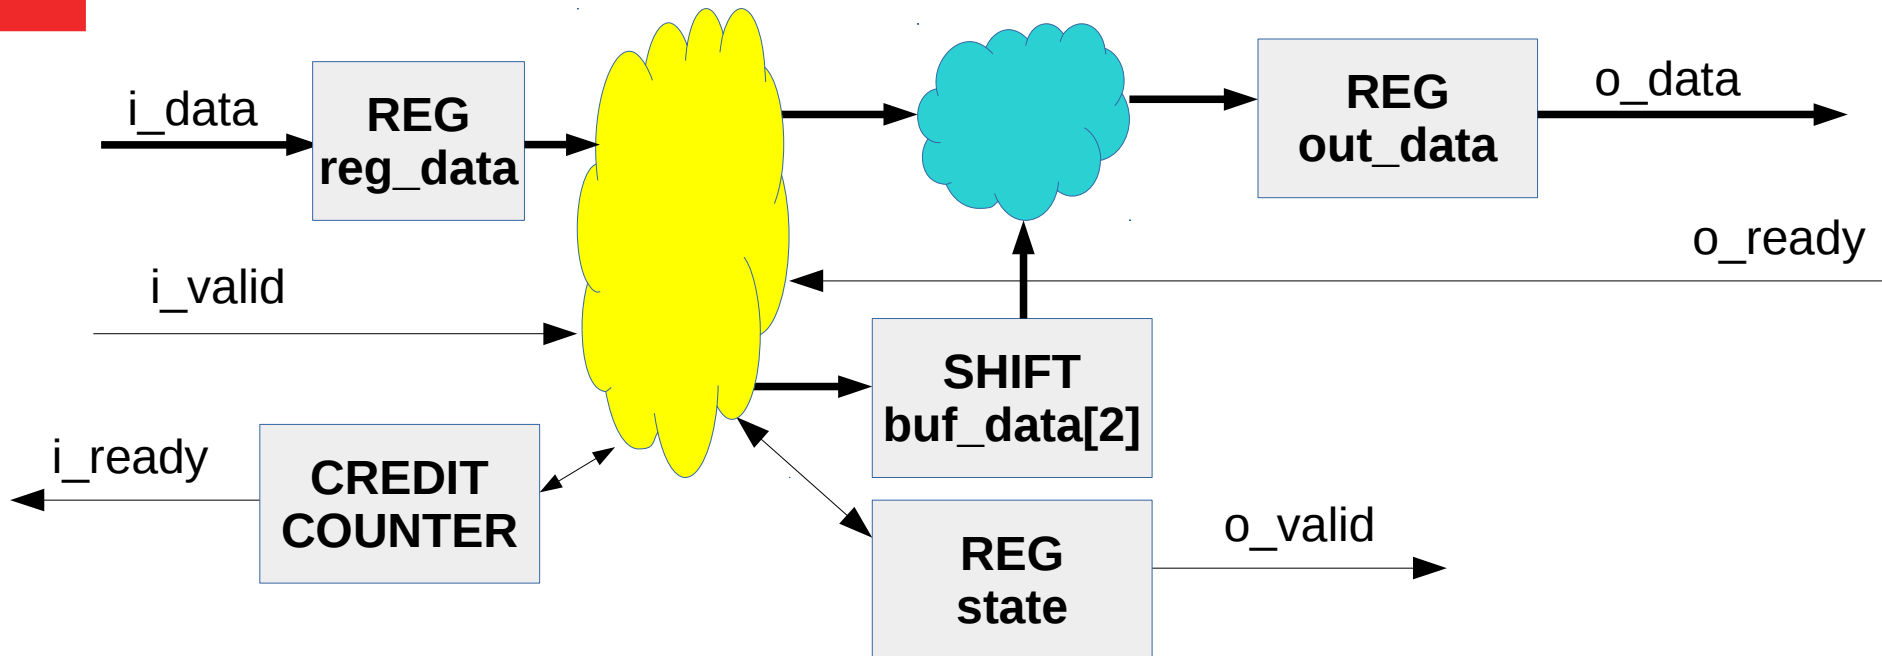 i_data
REG
reg_data
REG
out_data
o_data
o_ready
i_valid
SHIFT
buf_data[2]
i_ready
CREDIT
COUNTER
REG
state
o_valid